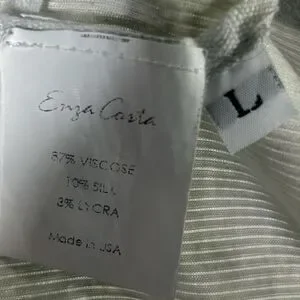 Enza Costa
87% VISCOSE
10% SILK
3% LYCRA
Made in USA
L